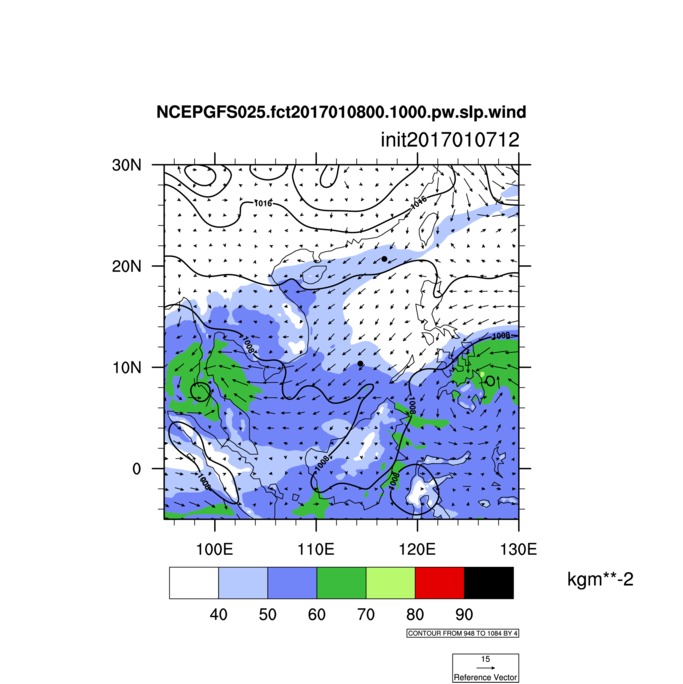 NCEPGFS025.fct2017010800.1000.pw.slp.wind
init2017010712
30N
1016
1016
20N
1008
1008
10N
1008
1008
1008
1008
0
100E
110E
120E
130E
kgm**-2
40
50
60
70
80
90
CONTOUR FROM 948 TO 1084 BY 4
15
Reference Vector